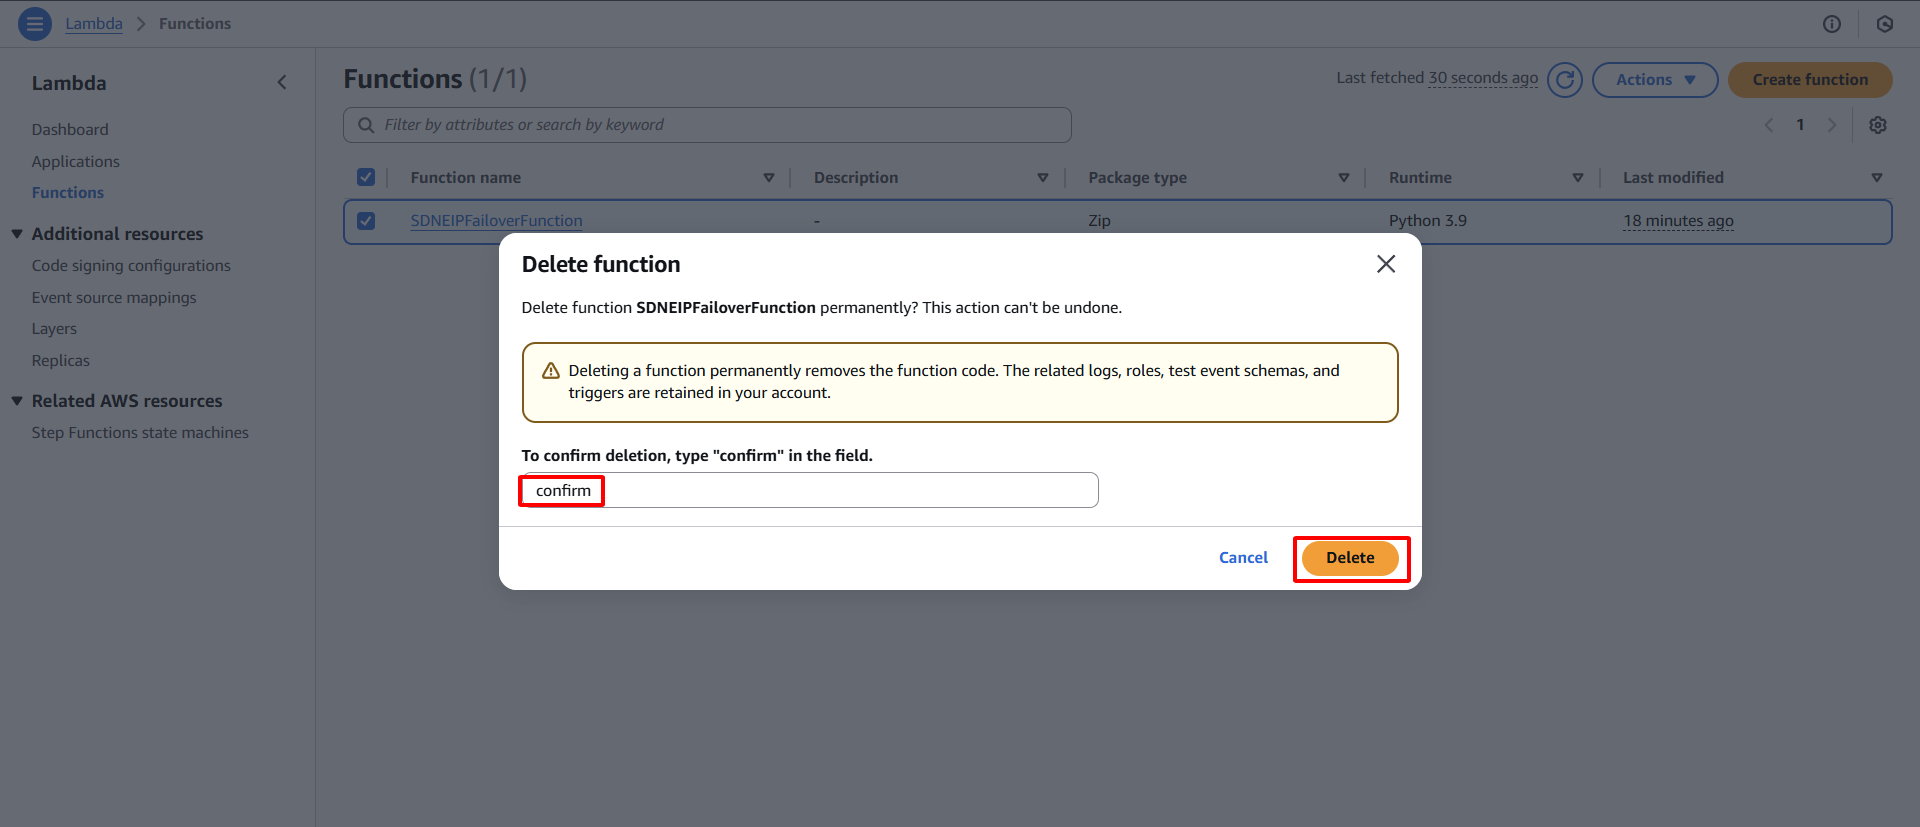 Lambda > Functions
Lambda
Dashboard
Applications
Functions
Additional resources
Code signing configurations
Event source mappings
Layers
Replicas
Related AWS resources
Step Functions state machines
Functions (1/1)
Last fetched 30 seconds ago
Actions
Create function
Filter by attributes or search by keyword
1
Function name
Description
Package type
Runtime
Last modified
SDNEIPFailoverFunction
-
Zip
Python 3.9
18 minutes ago
Delete function
Delete function SDNEIPFailoverFunction permanently? This action can't be undone.
Deleting a function permanently removes the function code. The related logs, roles, test event schemas, and
triggers are retained in your account.
To confirm deletion, type "confirm" in the field.
confirm
Cancel
Delete